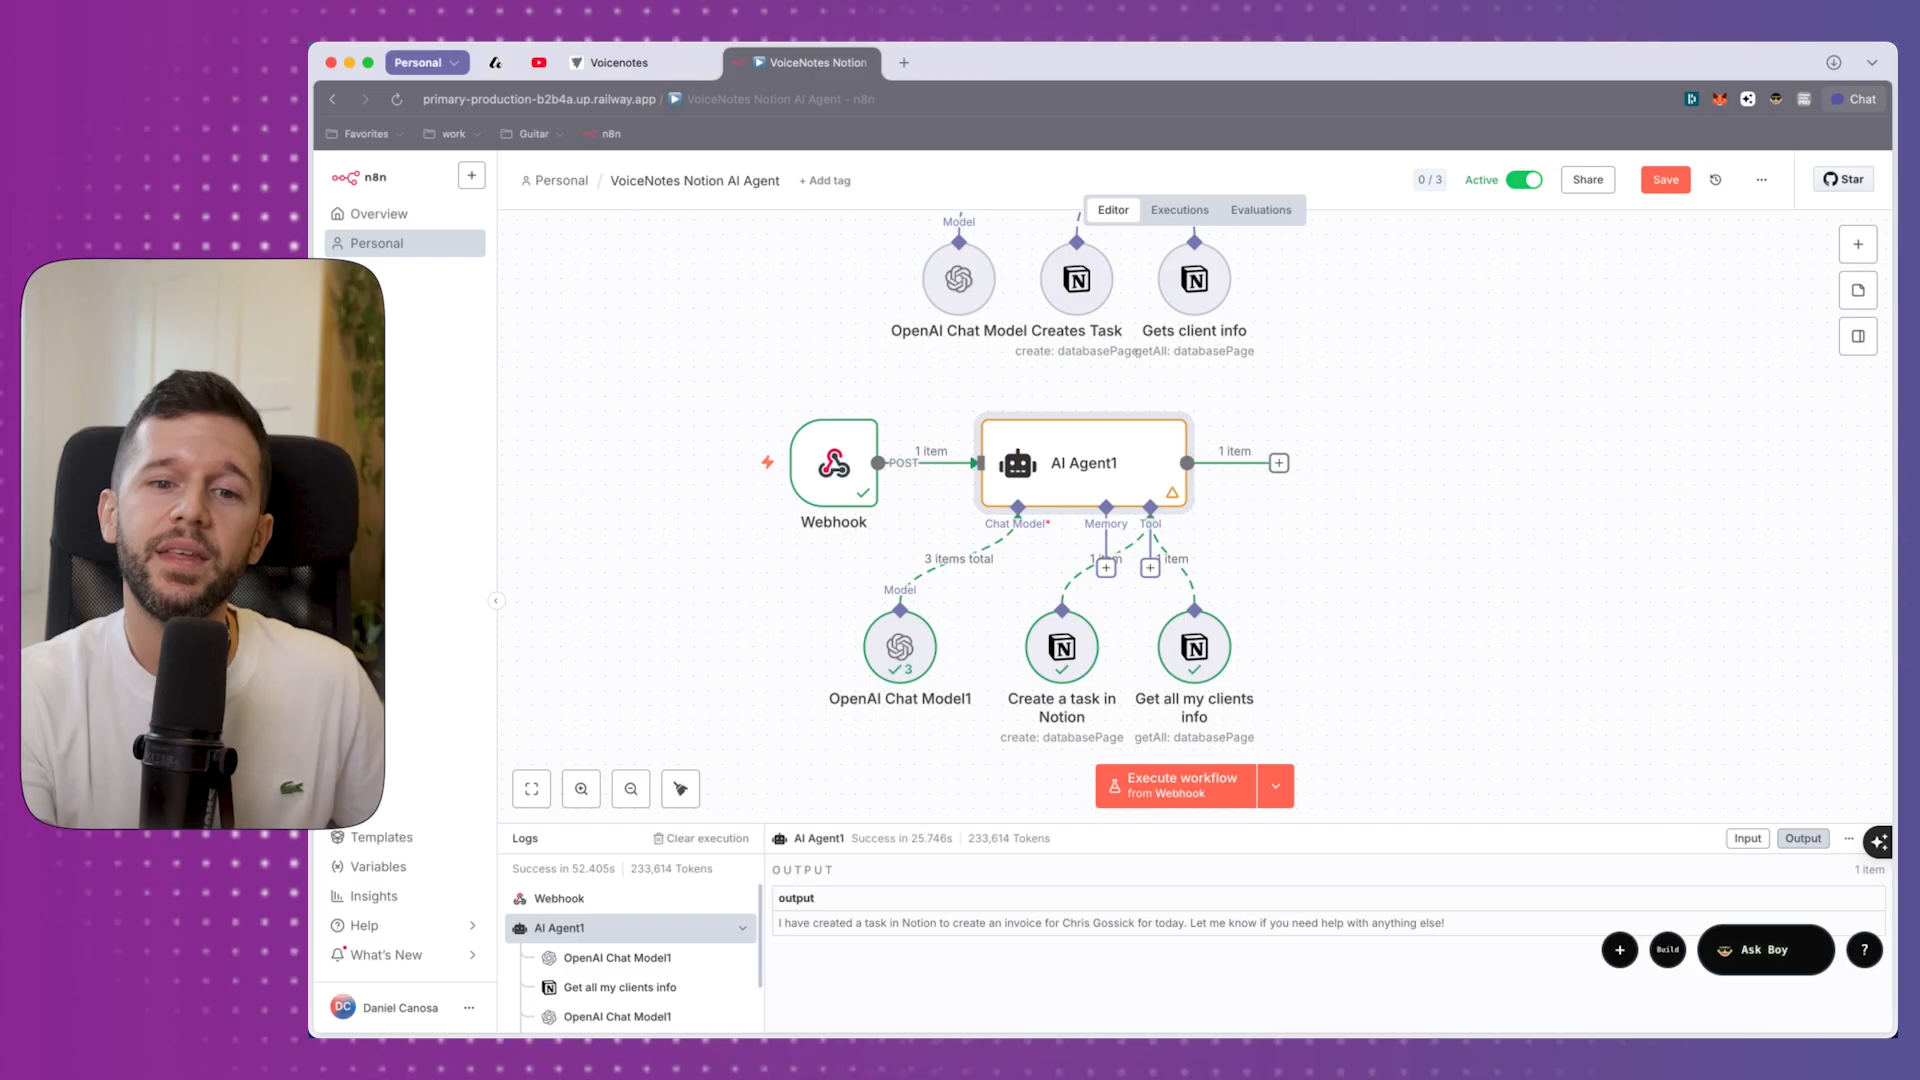 Personal
Voicenotes
VoiceNotes Notion
primary-production-b2b4a.up.railway.app / VoiceNotes Notion AI Agent - n8n
Chat
Favorites
work
Guitar
n8n
n8n
Personal / VoiceNotes Notion AI Agent + Add tag
0 / 3
Active
Share
Save
Star
Overview
Personal
Editor
Executions
Evaluations
Model
OpenAI Chat Model
Creates Task
create: databasePage
Gets client info
getAll: databasePage
POST
1 item
AI Agent1
1 item
Webhook
Chat Model*
Memory
Tool
3 items total
1 item
1 item
Model
3
OpenAI Chat Model1
Create a task in
Notion
create: databasePage
Get all my clients
info
getAll: databasePage
Execute workflow
from Webhook
Templates
Variables
Insights
Help
What's New
DC
Daniel Canosa
Logs
Clear execution
Success in 52.405s
233,614 Tokens
Webhook
AI Agent1
OpenAI Chat Model1
Get all my clients info
OpenAI Chat Model1
AI Agent1
Success in 25.746s
233,614 Tokens
Input
Output
OUTPUT
1 item
output
I have created a task in Notion to create an invoice for Chris Gossick for today. Let me know if you need help with anything else!
Build
Ask Boy
?